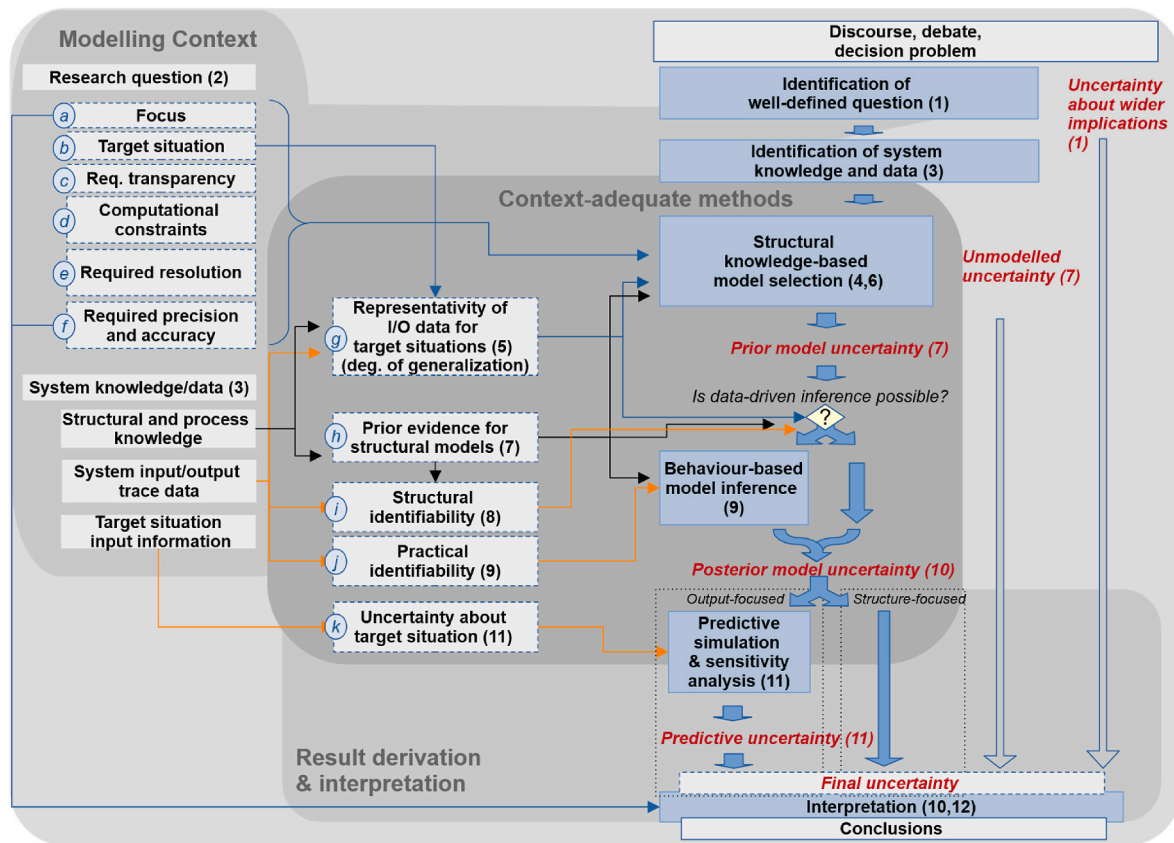 Modelling Context
Research question (2)
a
Focus
b
Target situation
c
Req. transparency
d
Computational
constraints
e
Required resolution
f
Required precision
and accuracy
System knowledge/data (3)
Structural and process
knowledge
System input/output
trace data
Target situation
input information
Context-adequate methods
g
Representativity of
I/O data for
target situations (5)
(deg. of generalization)
h
Prior evidence for
structural models (7)
i
Structural
identifiability (8)
j
Practical
identifiability (9)
k
Uncertainty about
target situation (11)
Discourse, debate,
decision problem
Identification of
well-defined question (1)
Identification of system
knowledge and data (3)
Structural
knowledge-based
model selection (4,6)
Prior model uncertainty (7)
Is data-driven inference possible?
?
Behaviour-based
model inference
(9)
Posterior model uncertainty (10)
Output-focused
Structure-focused
Predictive
simulation
& sensitivity
analysis (11)
Predictive uncertainty (11)
Uncertainty
about wider
implications
(1)
Unmodelled
uncertainty (7)
Result derivation
& interpretation
Final uncertainty
Interpretation (10,12)
Conclusions